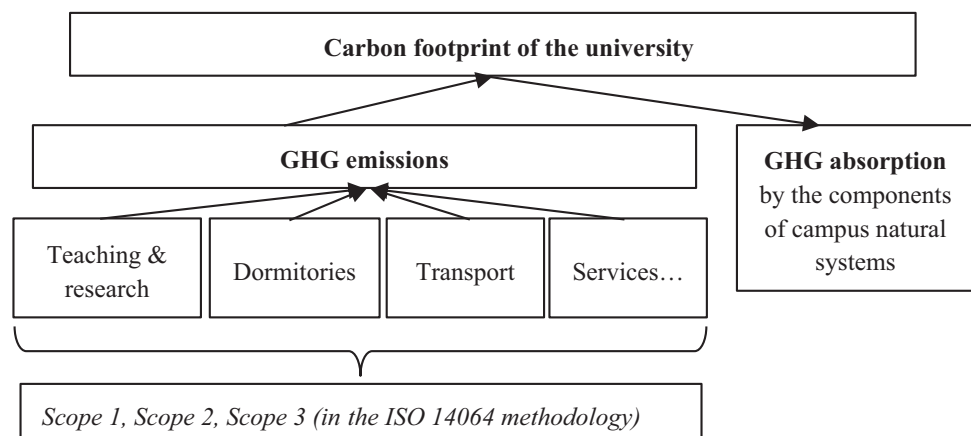 Carbon footprint of the university
GHG emissions
GHG absorption
by the components
of campus natural
systems
Teaching &
research
Dormitories
Transport
Services…
Scope 1, Scope 2, Scope 3 (in the ISO 14064 methodology)